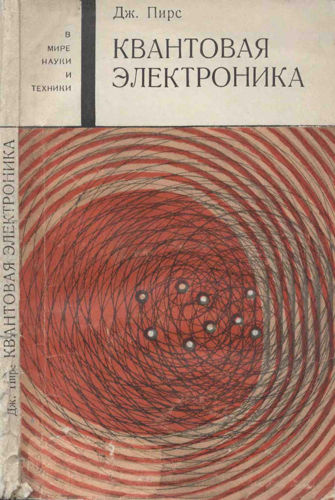 Дж. Пирс
В
МИРЕ
НАУКИ
И
ТЕХНИКИ
КВАНТОВАЯ
ЭЛЕКТРОНИКА
Дж. Пирс КВАНТОВАЯ ЭЛЕКТРОНИКА